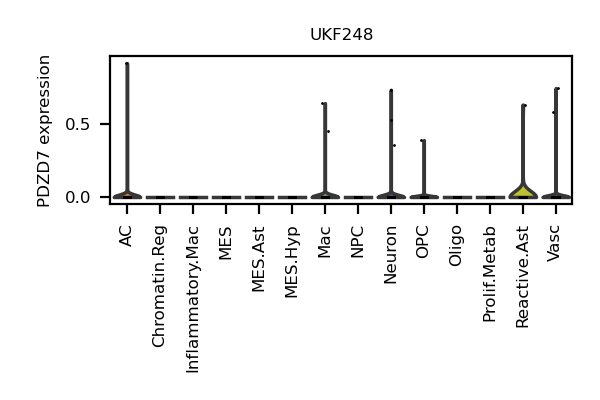 UKF248
PDZD7 expression
0.5
0.0
AC
Chromatin.Reg
Inflammatory.Mac
MES
MES.Ast
MES.Hyp
Mac
NPC
Neuron
OPC
Oligo
Prolif.Metab
Reactive.Ast
Vasc